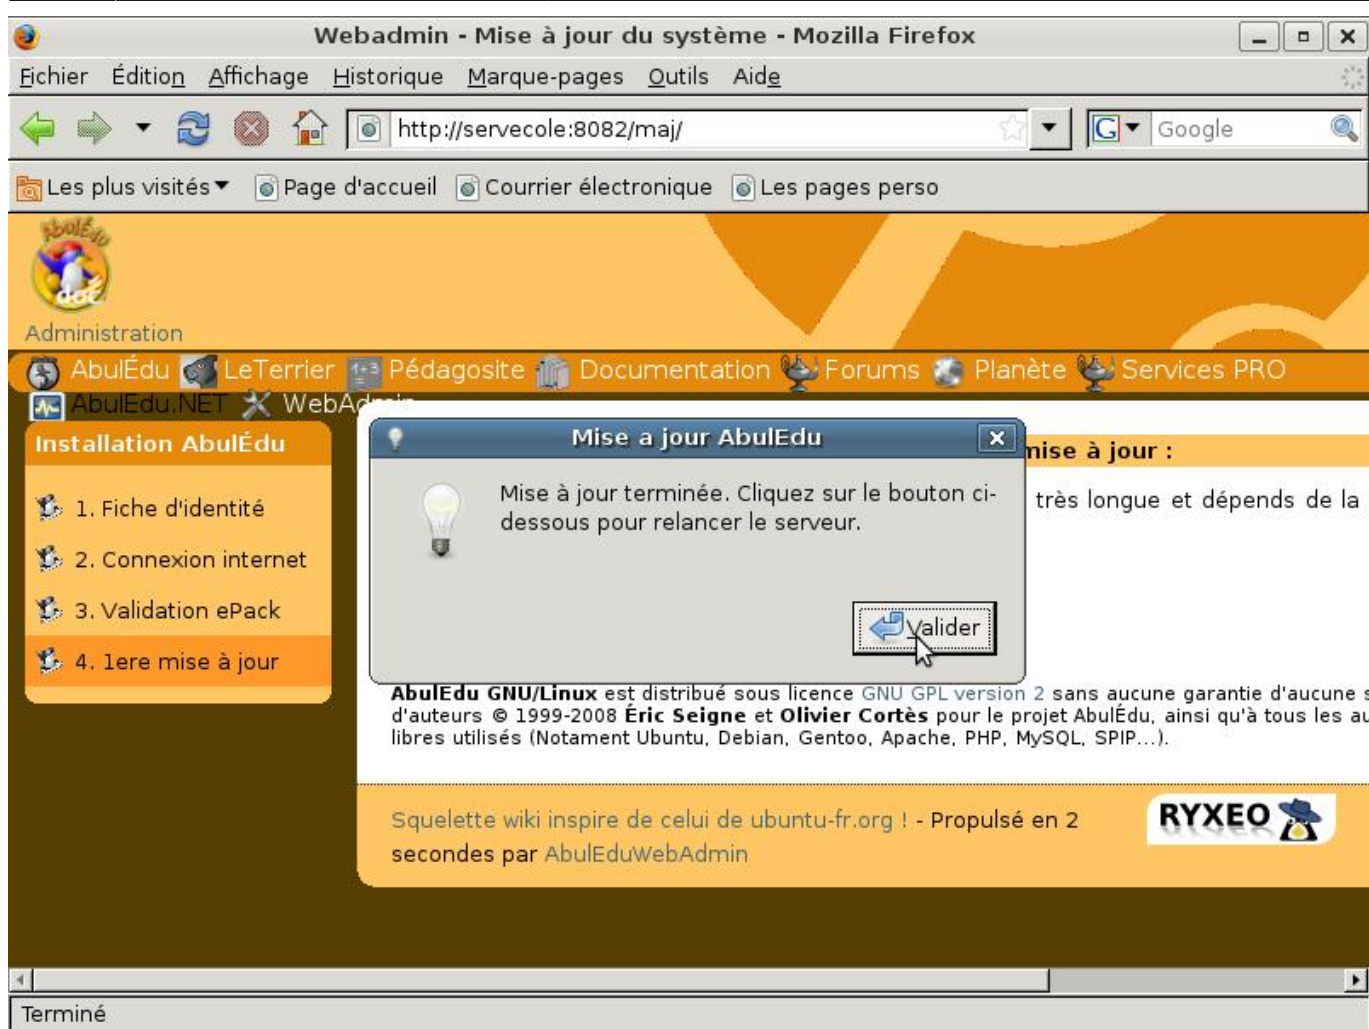 Webadmin - Mise à jour du système - Mozilla Firefox
Fichier Édition Affichage Historique Marque-pages Outils Aide
http://servecole:8082/maj/ G Google
Les plus visités Page d'accueil Courrier électronique Les pages perso
AbulÉdu
doc
Administration
AbulÉdu LeTerrier Pédagosite Documentation Forums Planète Services PRO
AbulEdu.NET WebAdmin
Installation AbulÉdu
1. Fiche d'identité
2. Connexion internet
3. Validation ePack
4. 1ere mise à jour
Mise a jour AbulEdu
Mise à jour terminée. Cliquez sur le bouton ci-
dessous pour relancer le serveur.
Valider
mise à jour :
très longue et dépends de la
AbulEdu GNU/Linux est distribué sous licence GNU GPL version 2 sans aucune garantie d'aucune s
d'auteurs © 1999-2008 Éric Seigne et Olivier Cortès pour le projet AbulÉdu, ainsi qu'à tous les au
libres utilisés (Notament Ubuntu, Debian, Gentoo, Apache, PHP, MySQL, SPIP...).
Squelette wiki inspire de celui de ubuntu-fr.org ! - Propulsé en 2
secondes par AbulEduWebAdmin
RYXEO
Terminé